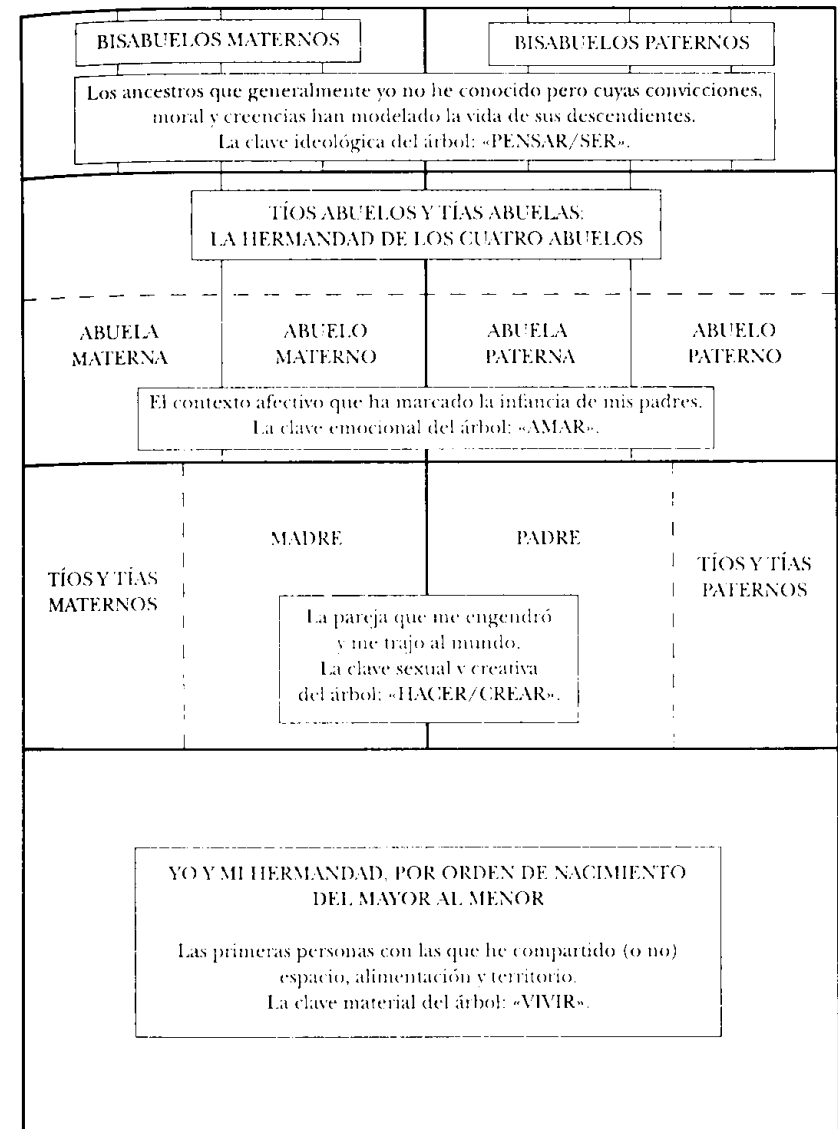 BISABUELOS MATERNOS
BISABUELOS PATERNOS
Los ancestros que generalmente yo no he conocido pero cuyas convicciones,
moral y creencias han modelado la vida de sus descendientes.
La clave ideológica del árbol: «PENSAR/SER».
TÍOS ABUELOS Y TÍAS ABUELAS:
LA HERMANDAD DE LOS CUATRO ABUELOS
ABUELA
MATERNA
ABUELO
MATERNO
ABUELA
PATERNA
ABUELO
PATERNO
El contexto afectivo que ha marcado la infancia de mis padres.
La clave emocional del árbol: «AMAR».
MADRE
PADRE
TÍOS Y TÍAS
MATERNOS
TÍOS Y TÍAS
PATERNOS
La pareja que me engendró
y me trajo al mundo.
La clave sexual y creativa
del árbol: «HACER/CREAR».
YO Y MI HERMANDAD, POR ORDEN DE NACIMIENTO
DEL MAYOR AL MENOR
Las primeras personas con las que he compartido (o no)
espacio, alimentación y territorio.
La clave material del árbol: «VIVIR».